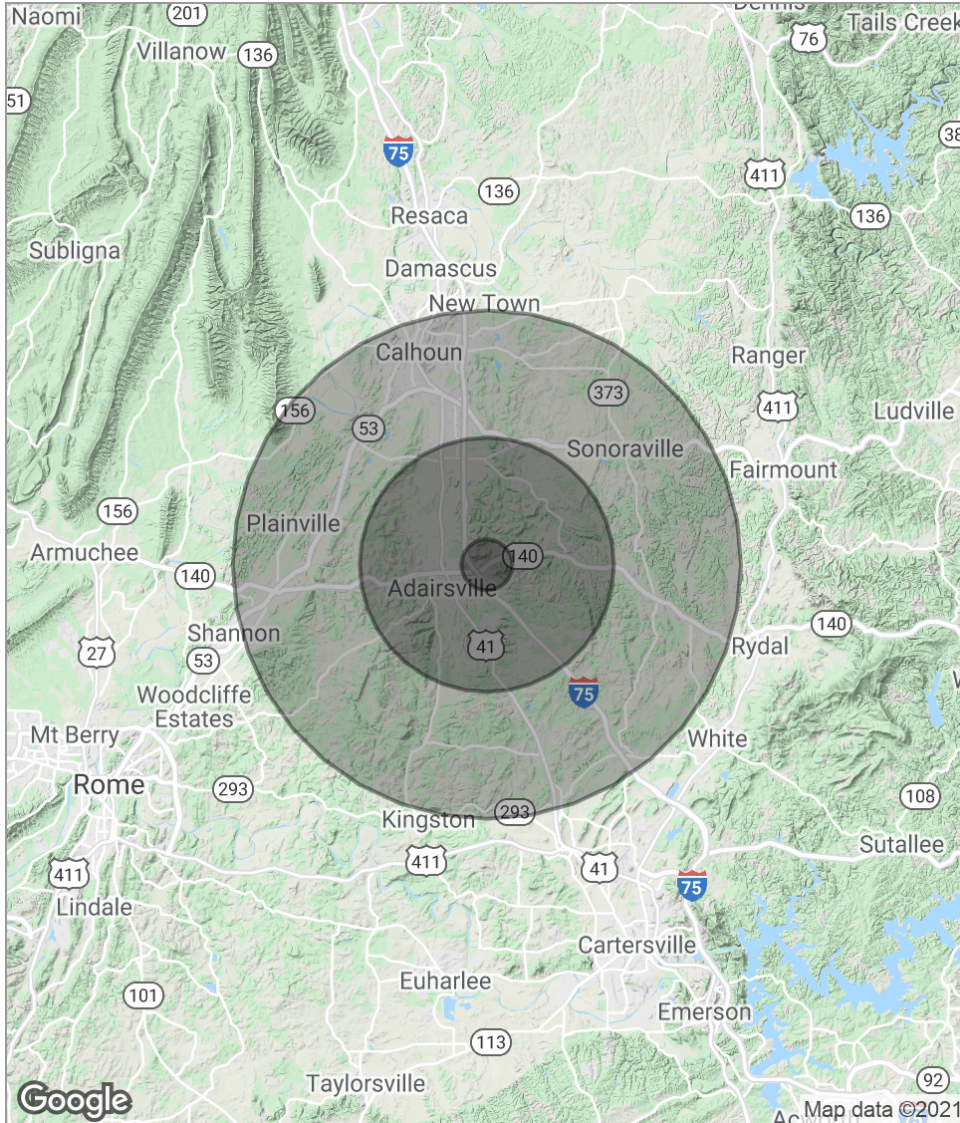 Naomi
201
Dennis
Tails Creek
Villanow
136
76
51
75
38
136
411
Resaca
136
Subligna
Damascus
New Town
Calhoun
Ranger
156
373
411
Ludville
53
Sonoraville
Fairmount
156
Plainville
Armuchee
140
140
Adairsville
Shannon
140
27
53
41
Rydal
Woodcliffe
Estates
75
Mt Berry
White
Rome
293
108
293
Kingston
411
41
Sutallee
411
75
Lindale
Cartersville
Euharlee
101
Emerson
113
Taylorsville
92
Google
Map data ©2021